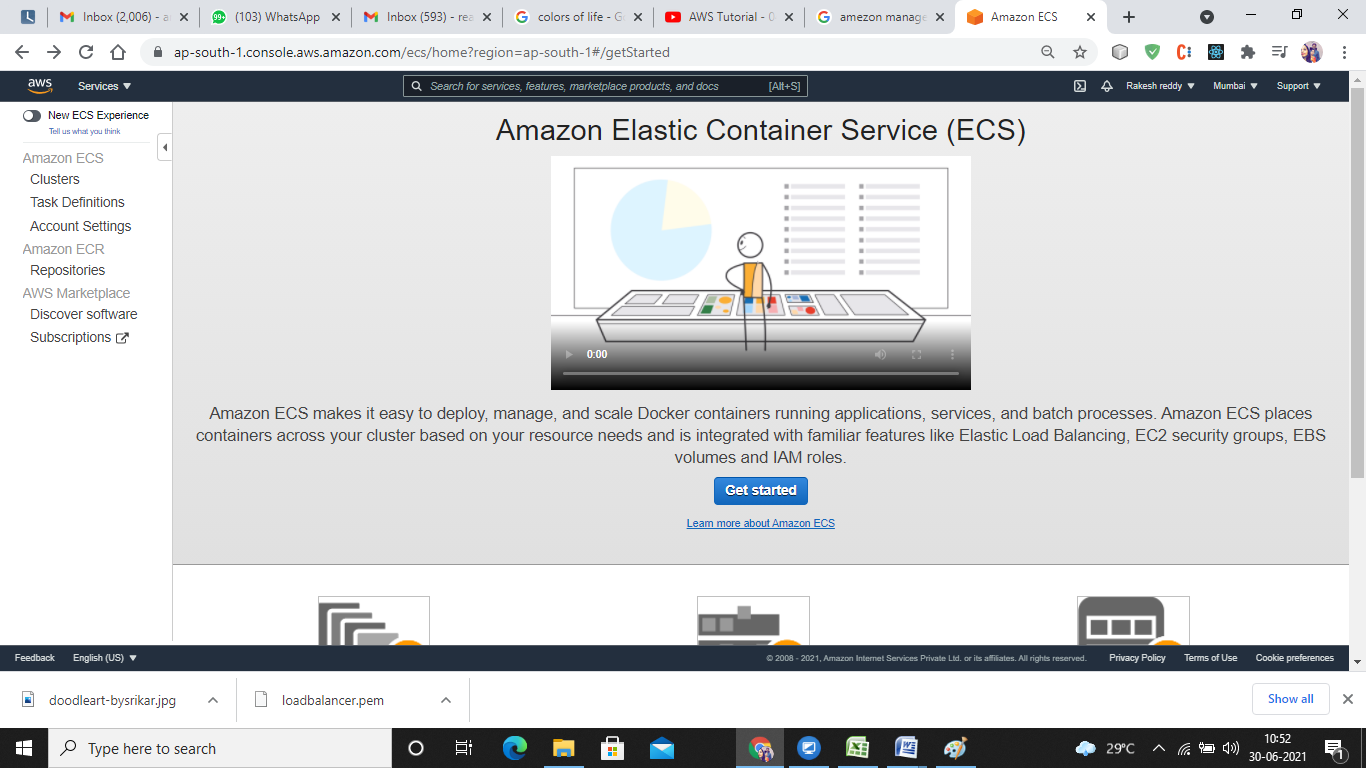 Inbox (2,006) - a
(103) WhatsApp
Inbox (593) - rea
colors of life - G
AWS Tutorial - 0
amezon manage
Amazon ECS
ap-south-1.console.aws.amazon.com/ecs/home?region=ap-south-1#/getStarted
aws
Services
Search for services, features, marketplace products, and docs
[Alt+S]
Rakesh reddy
Mumbai
Support
New ECS Experience
Tell us what you think
Amazon ECS
Clusters
Task Definitions
Account Settings
Amazon ECR
Repositories
AWS Marketplace
Discover software
Subscriptions
Amazon Elastic Container Service (ECS)
0:00
Amazon ECS makes it easy to deploy, manage, and scale Docker containers running applications, services, and batch processes. Amazon ECS places
containers across your cluster based on your resource needs and is integrated with familiar features like Elastic Load Balancing, EC2 security groups, EBS
volumes and IAM roles.
Get started
Learn more about Amazon ECS
Feedback
English (US)
© 2008 - 2021, Amazon Internet Services Private Ltd. or its affiliates. All rights reserved.
Privacy Policy
Terms of Use
Cookie preferences
doodleart-bysrikar.jpg
loadbalancer.pem
Show all
Type here to search
29°C
10:52
30-06-2021
1